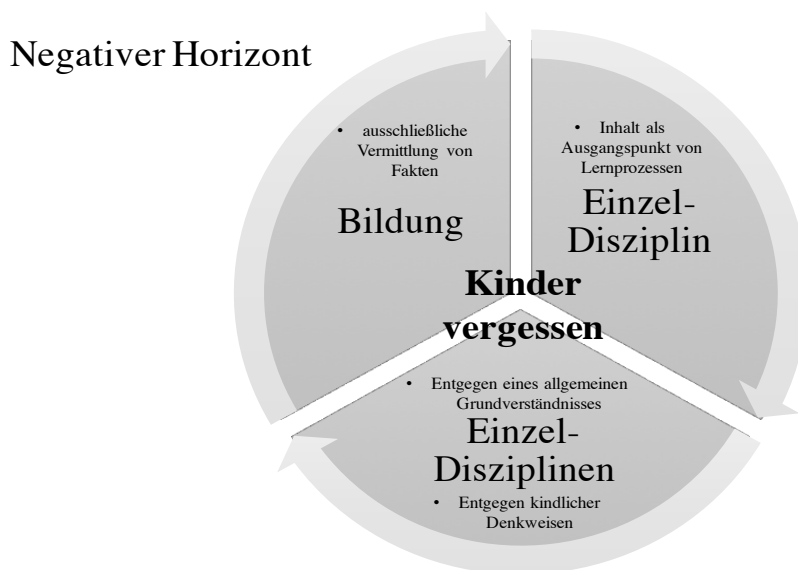 Negativer Horizont
• ausschließliche
Vermittlung von
Fakten
Bildung
• Inhalt als
Ausgangspunkt von
Lernprozessen
Einzel-
Disziplin
Kinder
vergessen
• Entgegen eines allgemeinen
Grundverständnisses
Einzel-
Disziplinen
• Entgegen kindlicher
Denkweisen